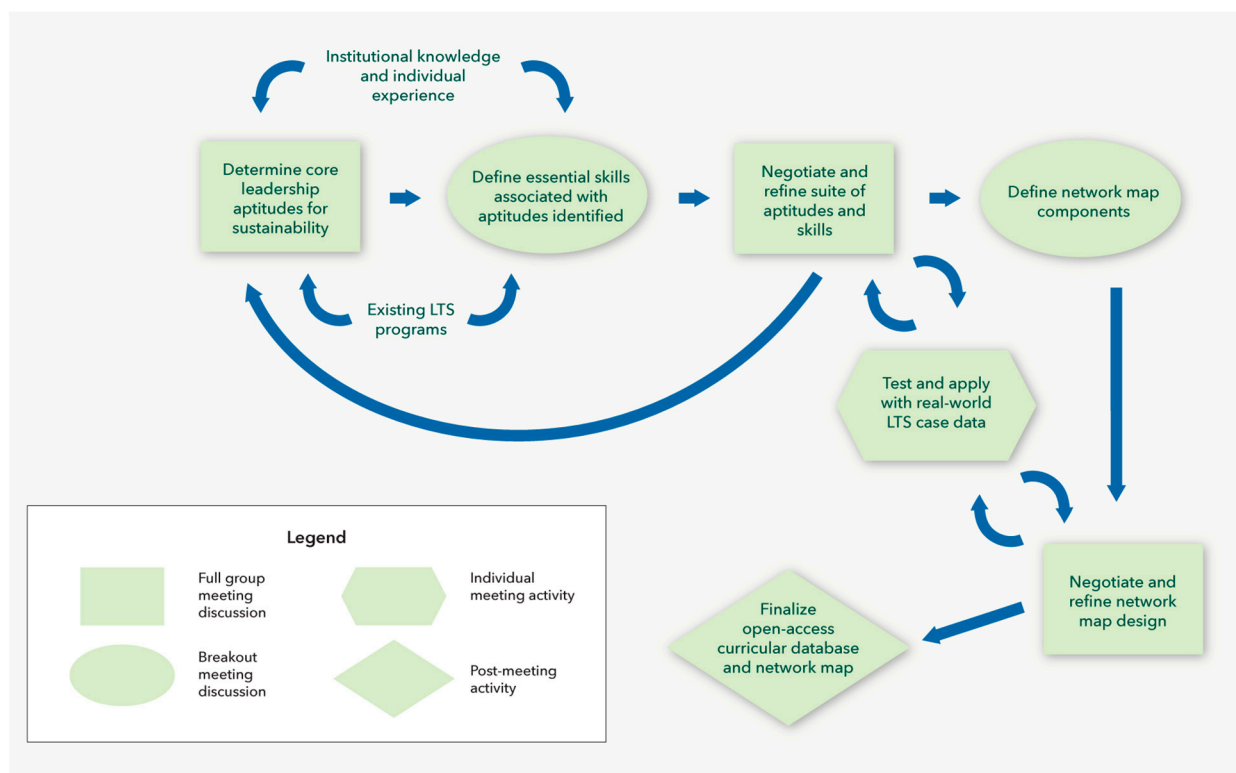 Institutional knowledge
and individual
experience
Determine core
leadership
aptitudes for
sustainability
Define essential skills
associated with
aptitudes identified
Negotiate and
refine suite of
aptitudes and
skills
Define network map
components
Existing LTS
programs
Test and apply
with real-world
LTS case data
Negotiate and
refine network
map design
Finalize
open-access
curricular database
and network map
Legend
Full group
meeting
discussion
Individual
meeting activity
Breakout
meeting
discussion
Post-meeting
activity